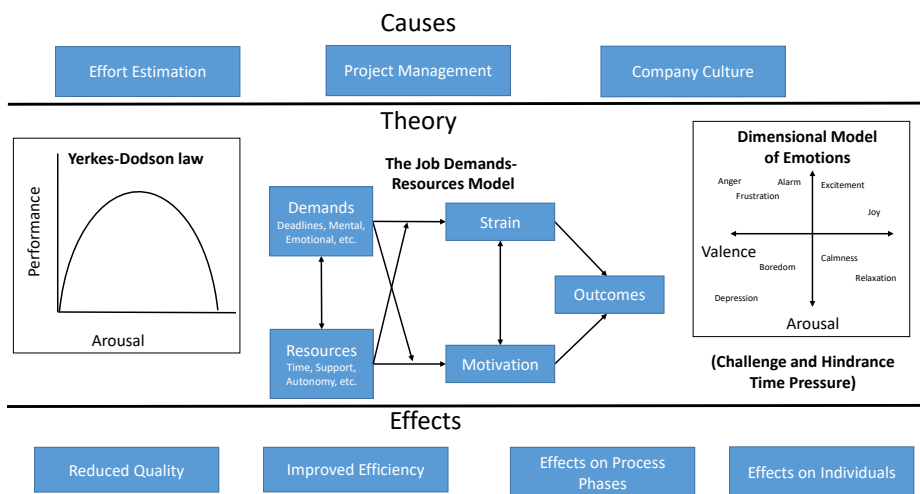 Causes
Effort Estimation
Project Management
Company Culture
Theory
Yerkes-Dodson law
Performance
Arousal
The Job Demands-
Resources Model
Demands
Deadlines, Mental,
Emotional, etc.
Resources
Time, Support,
Autonomy, etc.
Strain
Motivation
Outcomes
Dimensional Model
of Emotions
Anger
Alarm
Excitement
Frustration
Joy
Valence
Calmness
Boredom
Relaxation
Depression
Arousal
(Challenge and Hindrance
Time Pressure)
Effects
Reduced Quality
Improved Efficiency
Effects on Process
Phases
Effects on Individuals